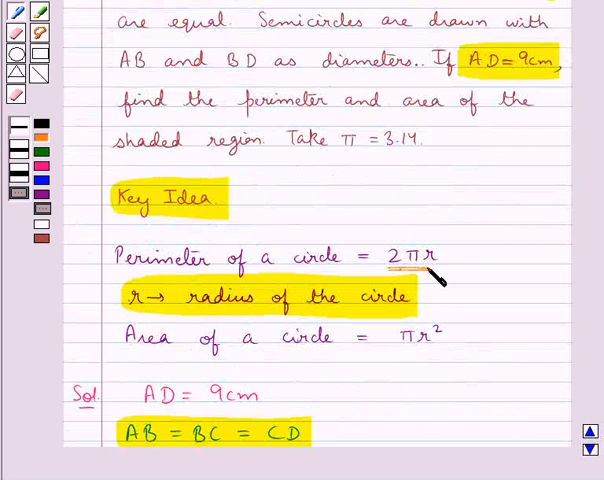 are equal. Semicircles are drawn with
AB and BD as diameters.. If AD=9cm,
find the perimeter and area of the
shaded region. Take π = 3.14.
Key Idea
Perimeter of a circle = 2πr
r→ radius of the circle
Area of a circle = πr²
Sol. AD = 9cm
AB = BC = CD